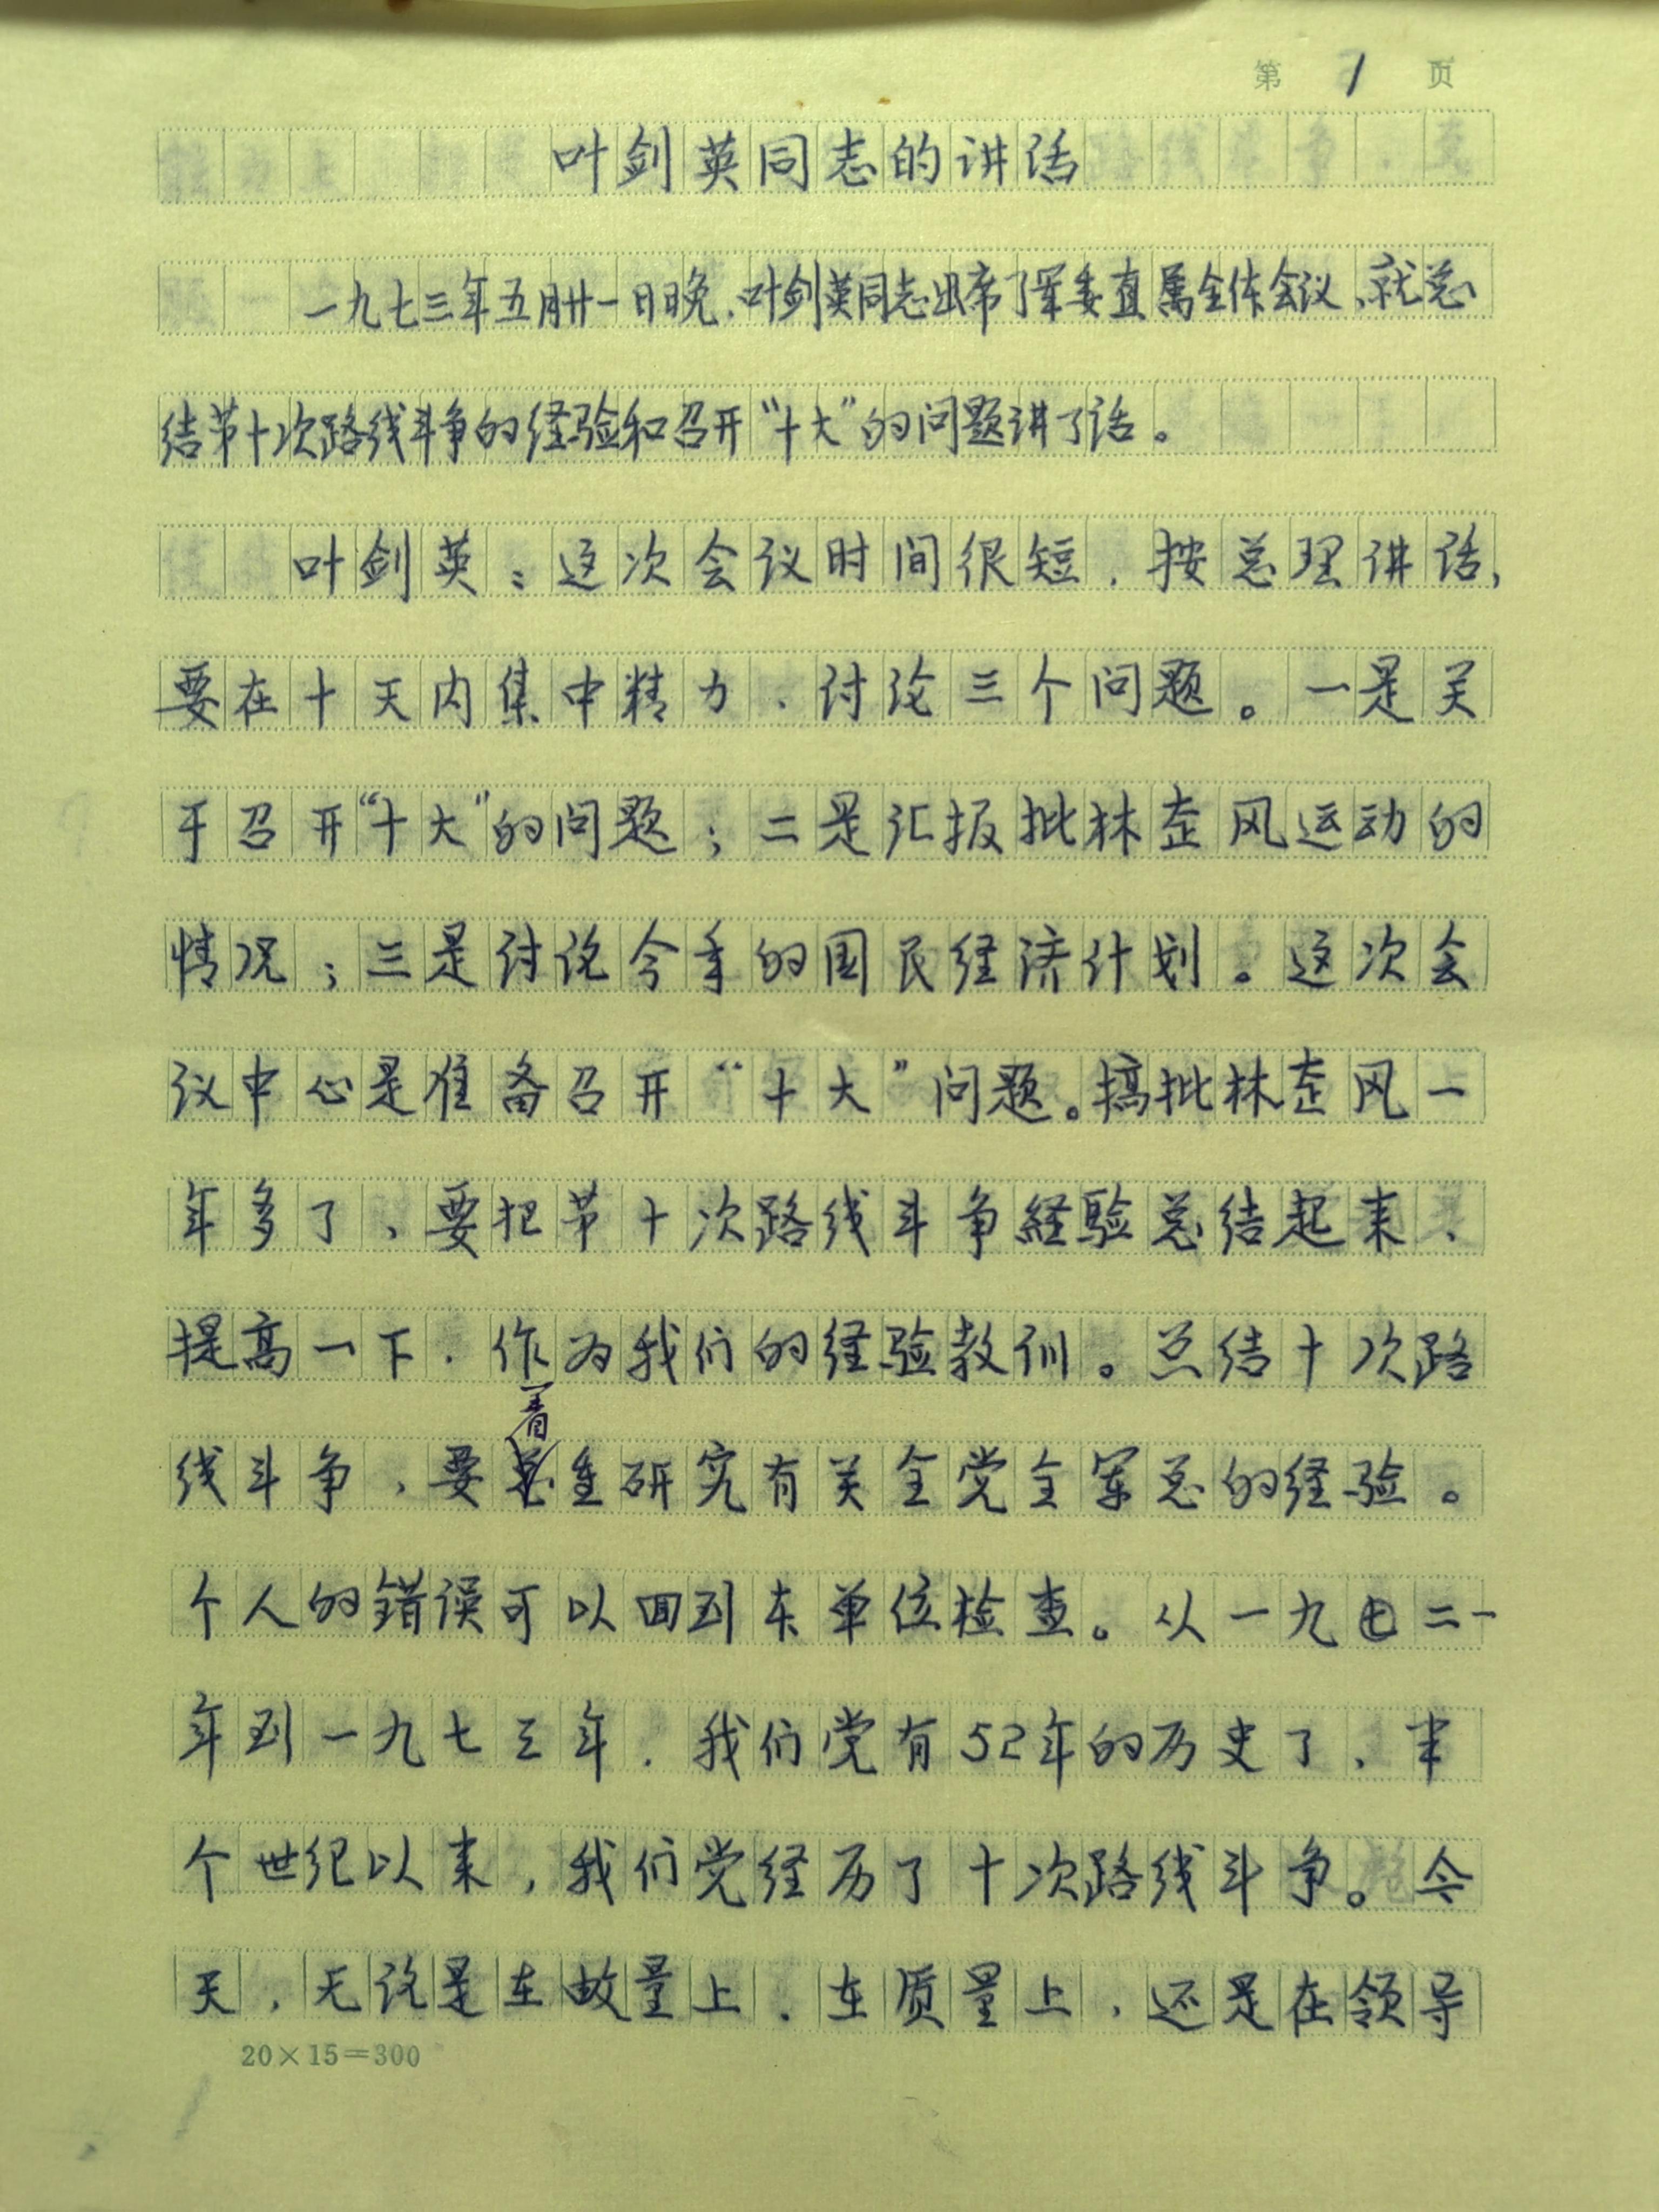 第 1 页
叶剑英同志的讲话
一九七三年五月廿一日晚，叶剑英同志出席了军委直属全体会议，就总
结第十次路线斗争的经验和召开“十大”的问题讲了话。
叶剑英：这次会议时间很短，按总理讲话，
要在十天内集中精力，讨论三个问题。一是关
于召开“十大”的问题；二是汇报批林整风运动的
情况；三是讨论今年的国民经济计划。这次会
议中心是准备召开“十大”问题。搞批林整风一
年多了，要把第十次路线斗争经验总结起来，
提高一下，作为我们的经验教训。总结十次路
线斗争，要着重研究有关全党全军总的经验。
个人的错误可以回到本单位检查。从一九二一
年到一九七三年，我们党有52年的历史了，半
个世纪以来，我们党经历了十次路线斗争。今
天，无论是在数量上，在质量上，还是在领导
20×15=300